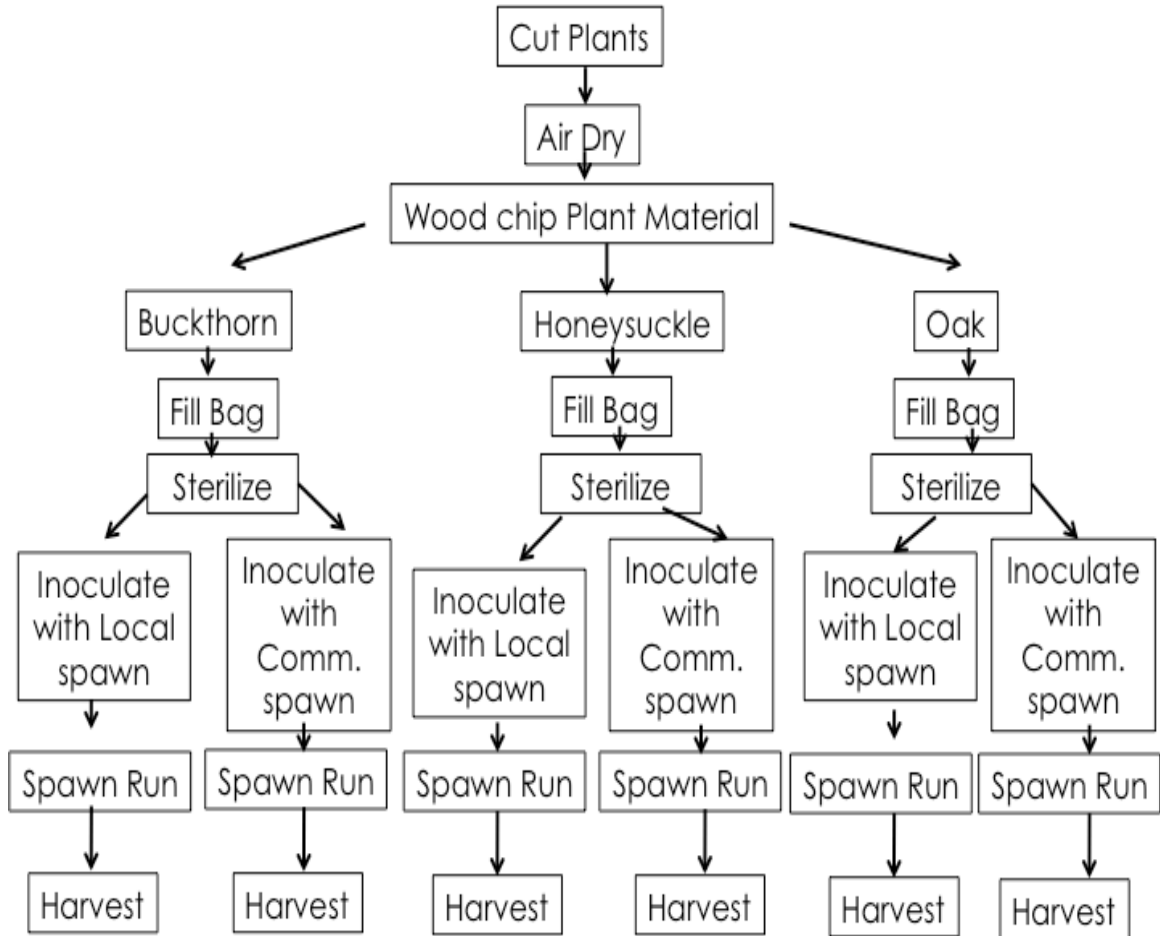 Cut Plants
Air Dry
Wood chip Plant Material
Buckthorn
Honeysuckle
Oak
Fill Bag
Fill Bag
Fill Bag
Sterilize
Sterilize
Sterilize
Inoculate
with Local
spawn
Inoculate
with
Comm.
spawn
Inoculate
with Local
spawn
Inoculate
with
Comm.
spawn
Inoculate
with Local
spawn
Inoculate
with
Comm.
spawn
Spawn Run
Spawn Run
Spawn Run
Spawn Run
Spawn Run
Spawn Run
Harvest
Harvest
Harvest
Harvest
Harvest
Harvest